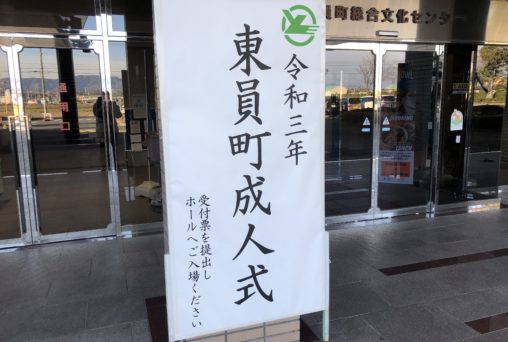 員町総合文化センター
令和三年
東員町成人式
受付票を提出し
ホールへご入場ください